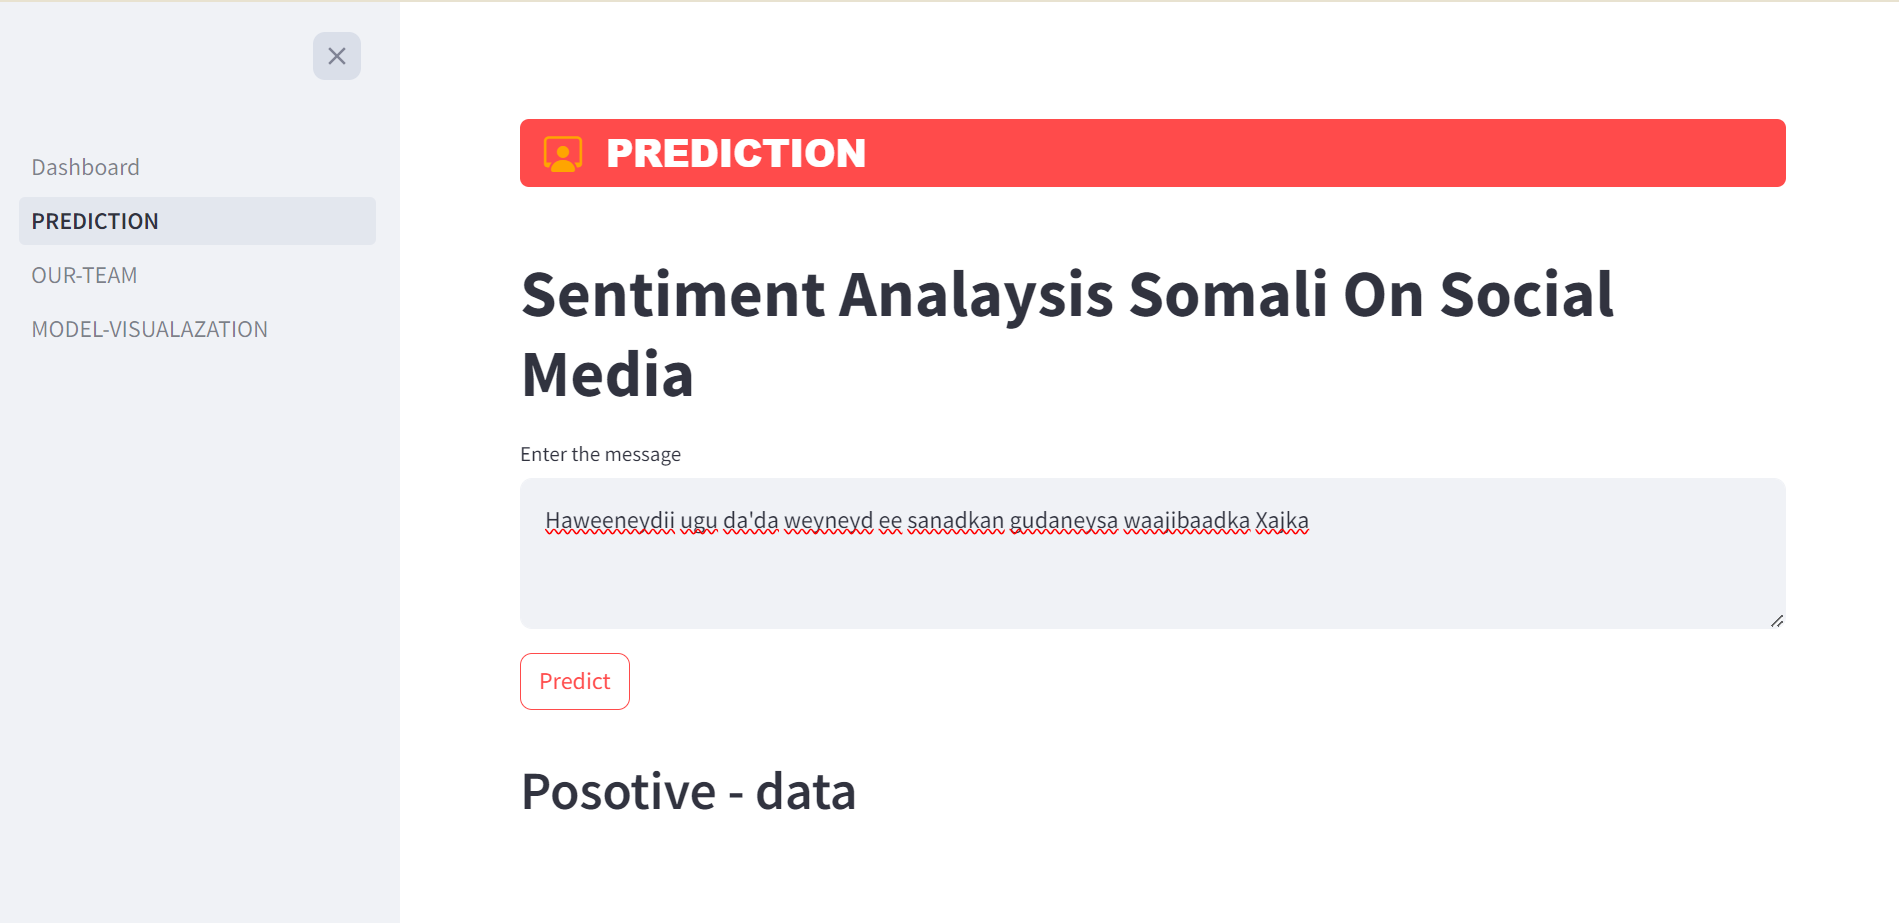 Dashboard
PREDICTION
OUR-TEAM
MODEL-VISUALAZATION
PREDICTION
Sentiment Analaysis Somali On Social
Media
Enter the message
Haweeneydii ugu da'da weyneyd ee sanadkan gudaneysa waajibaadka Xajka
Predict
Posotive - data